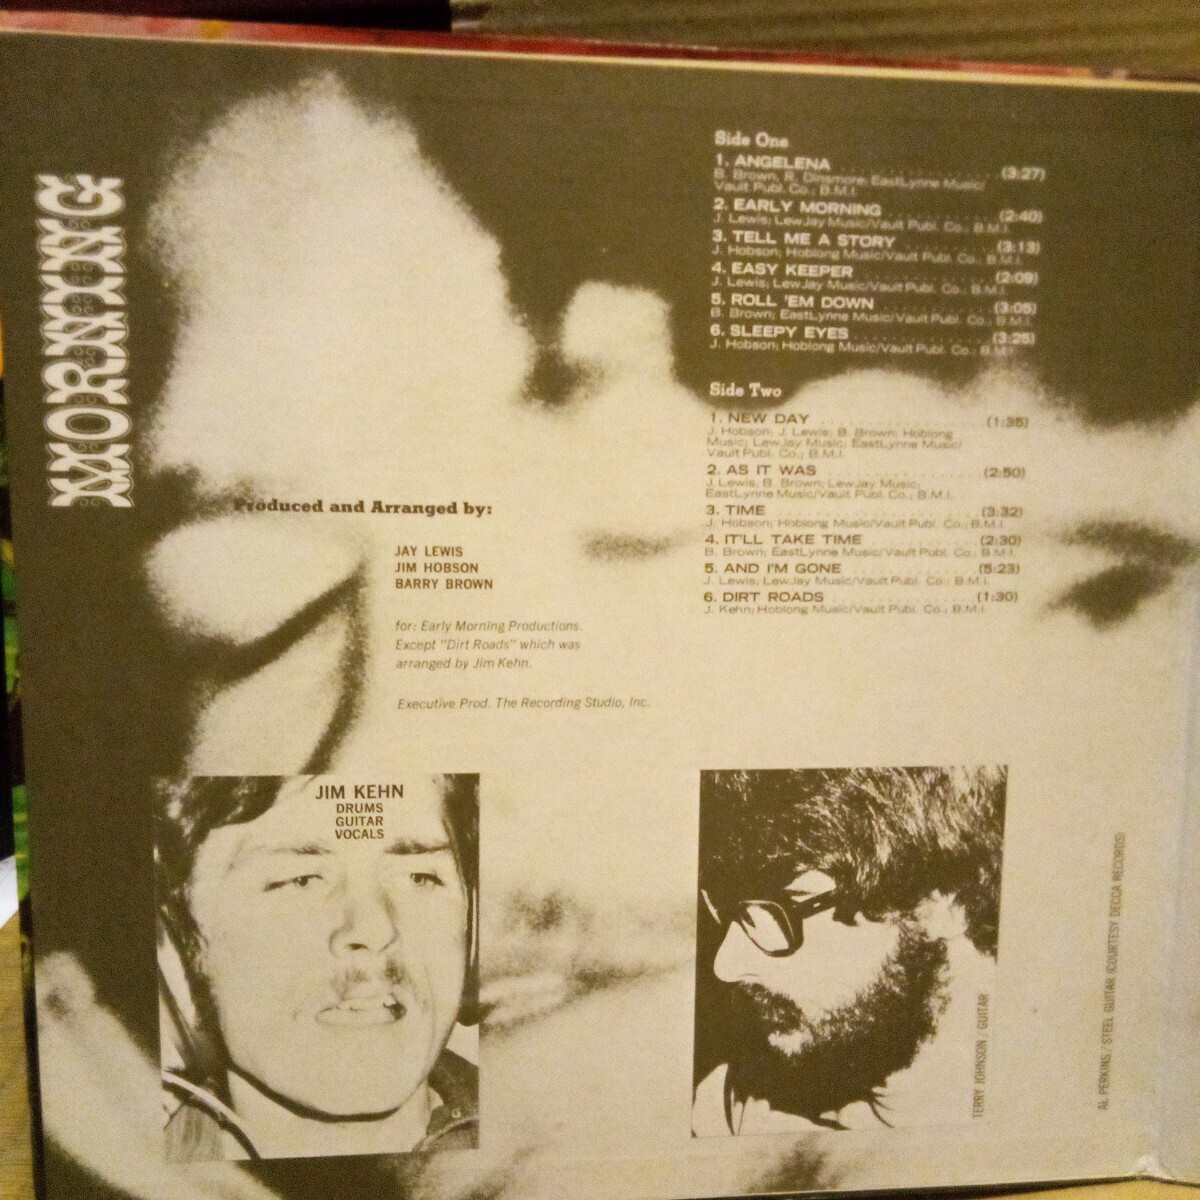 MORNING
Side One
1. ANGELENA . . . . . . . . . . . . . . . . (3:27)
B. Brown, R. Dinsmore; EastLynne Music/
Vault Publ. Co.; B.M.I.
2. EARLY MORNING . . . . . . . . . . . . (2:40)
J. Lewis; LewJay Music/Vault Publ. Co.; B.M.I.
3. TELL ME A STORY . . . . . . . . . . . (3:13)
J. Hobson; Hoblong Music/Vault Publ. Co.; B.M.I.
4. EASY KEEPER . . . . . . . . . . . . . . (2:09)
J. Lewis; LewJay Music/Vault Publ. Co.; B.M.I.
5. ROLL 'EM DOWN . . . . . . . . . . . . (3:05)
B. Brown; EastLynne Music/Vault Publ. Co.; B.M.I.
6. SLEEPY EYES . . . . . . . . . . . . . . (3:25)
J. Hobson; Hoblong Music/Vault Publ. Co.; B.M.I.
Side Two
1. NEW DAY . . . . . . . . . . . . . . . . (1:35)
J. Hobson; J. Lewis; B. Brown; Hoblong
Music; LewJay Music; EastLynne Music/
Vault Publ. Co.; B.M.I.
2. AS IT WAS . . . . . . . . . . . . . . . (2:50)
J. Lewis, B. Brown; LewJay Music;
EastLynne Music/Vault Publ. Co.; B.M.I.
3. TIME . . . . . . . . . . . . . . . . . . (3:32)
J. Hobson; Hoblong Music/Vault Publ. Co.; B.M.I.
4. IT'LL TAKE TIME . . . . . . . . . . . (2:30)
B. Brown; EastLynne Music/Vault Publ. Co.; B.M.I.
5. AND I'M GONE . . . . . . . . . . . . . (5:23)
J. Lewis; LewJay Music/Vault Publ. Co.; B.M.I.
6. DIRT ROADS . . . . . . . . . . . . . . (1:30)
J. Kehn; Hoblong Music/Vault Publ. Co.; B.M.I.
Produced and Arranged by:
JAY LEWIS
JIM HOBSON
BARRY BROWN
for: Early Morning Productions.
Except "Dirt Roads" which was
arranged by Jim Kehn.
Executive Prod. The Recording Studio, Inc.
JIM KEHN
DRUMS
GUITAR
VOCALS
TERRY JOHNSON / GUITAR
AL PERKINS / STEEL GUITAR (COURTESY DECCA RECORDS)